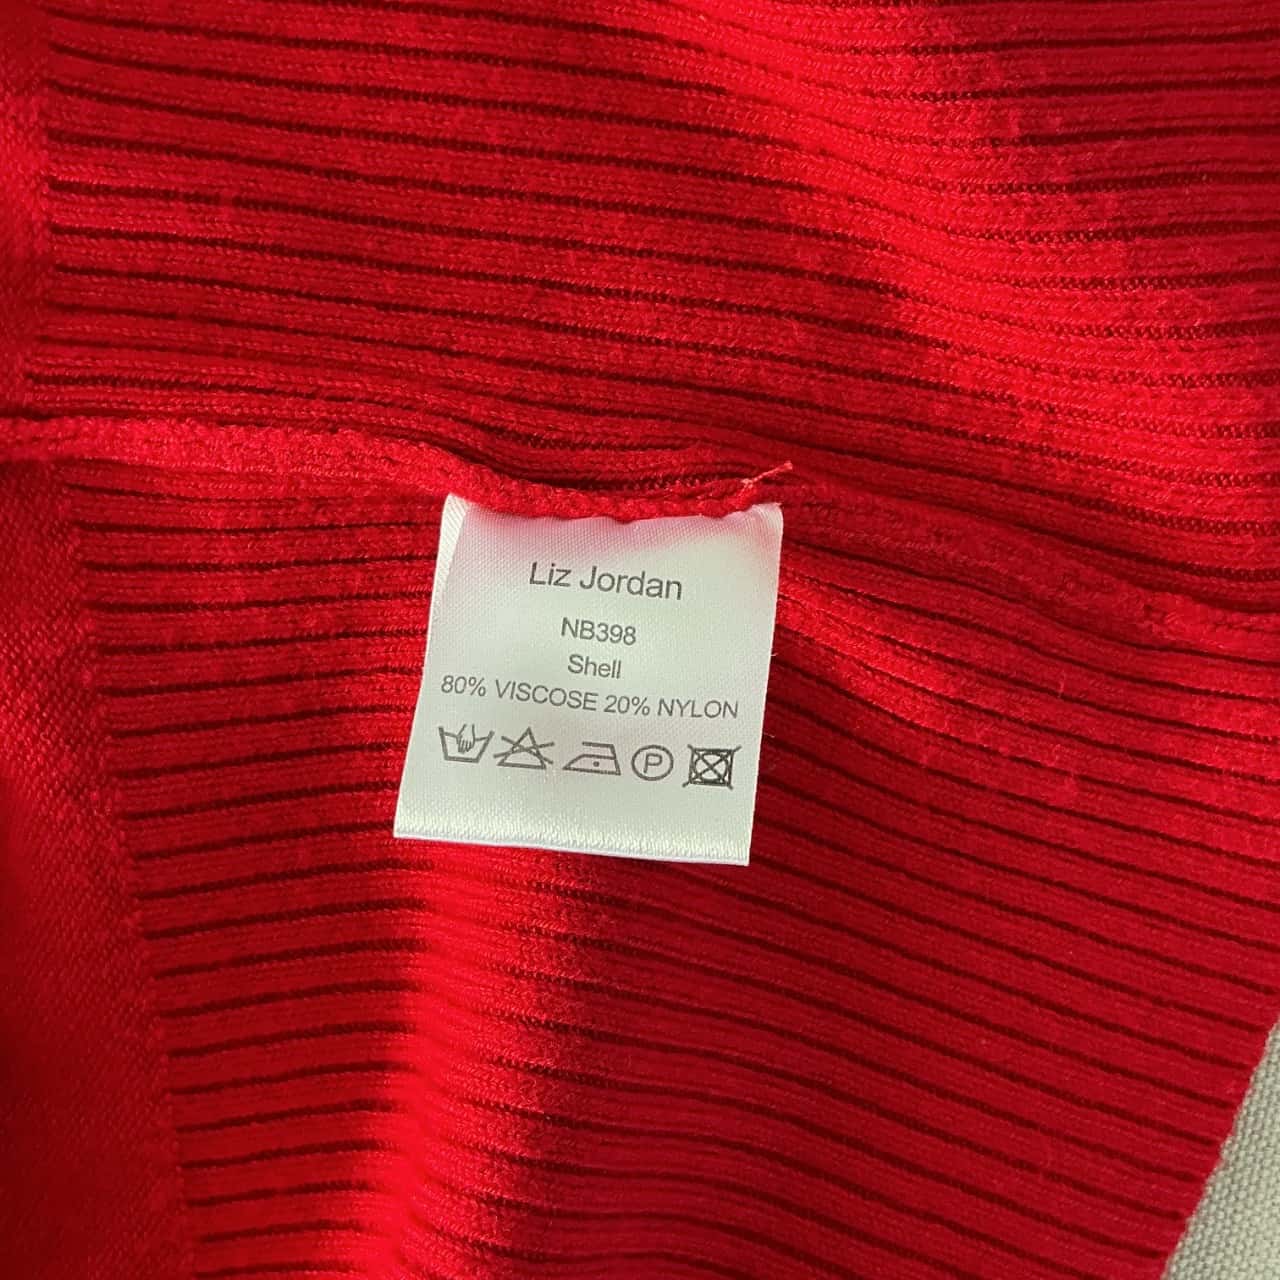 Liz Jordan
NB398
Shell
80% VISCOSE 20% NYLON
P